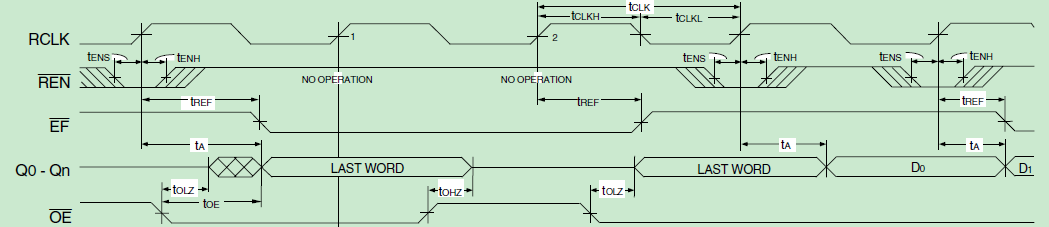 tCLK
tCLKH tCLKL
RCLK 1 2
tENS tENH tENS tENH tENS tENH
REN NO OPERATION NO OPERATION
tREF tREF tREF
EF
tA tA tA
Q0 - Qn LAST WORD LAST WORD D0 D1
tOLZ tOHZ tOLZ
tOE
OE